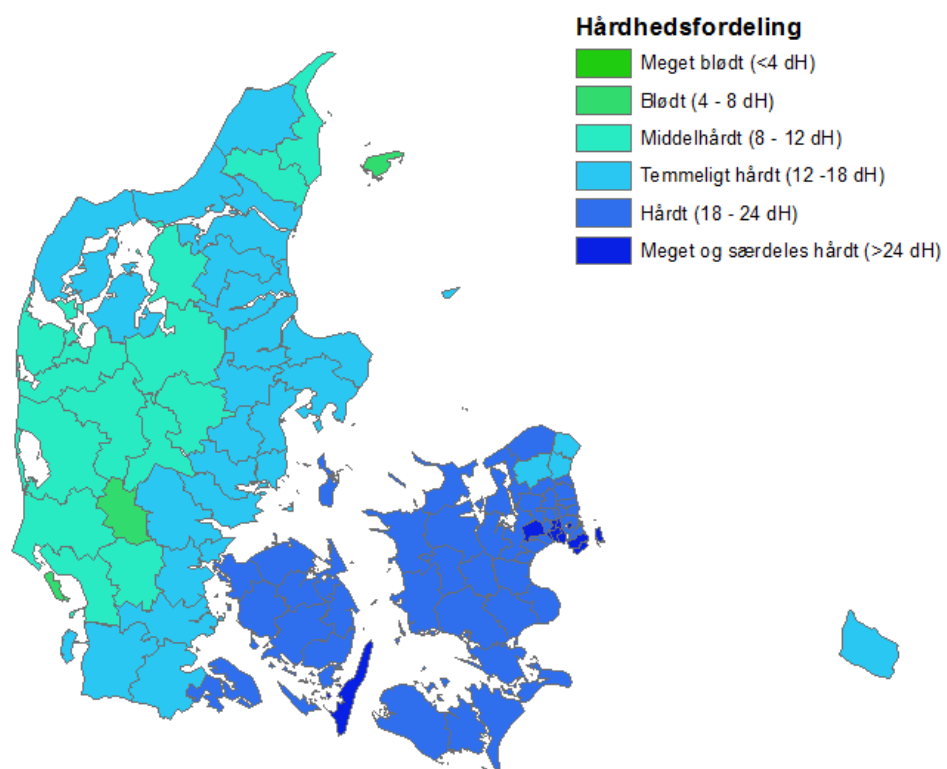 Hårdhedsfordeling
Meget blødt (<4 dH)
Blødt (4 - 8 dH)
Middelhårdt (8 - 12 dH)
Temmeligt hårdt (12 -18 dH)
Hårdt (18 - 24 dH)
Meget og særdeles hårdt (>24 dH)